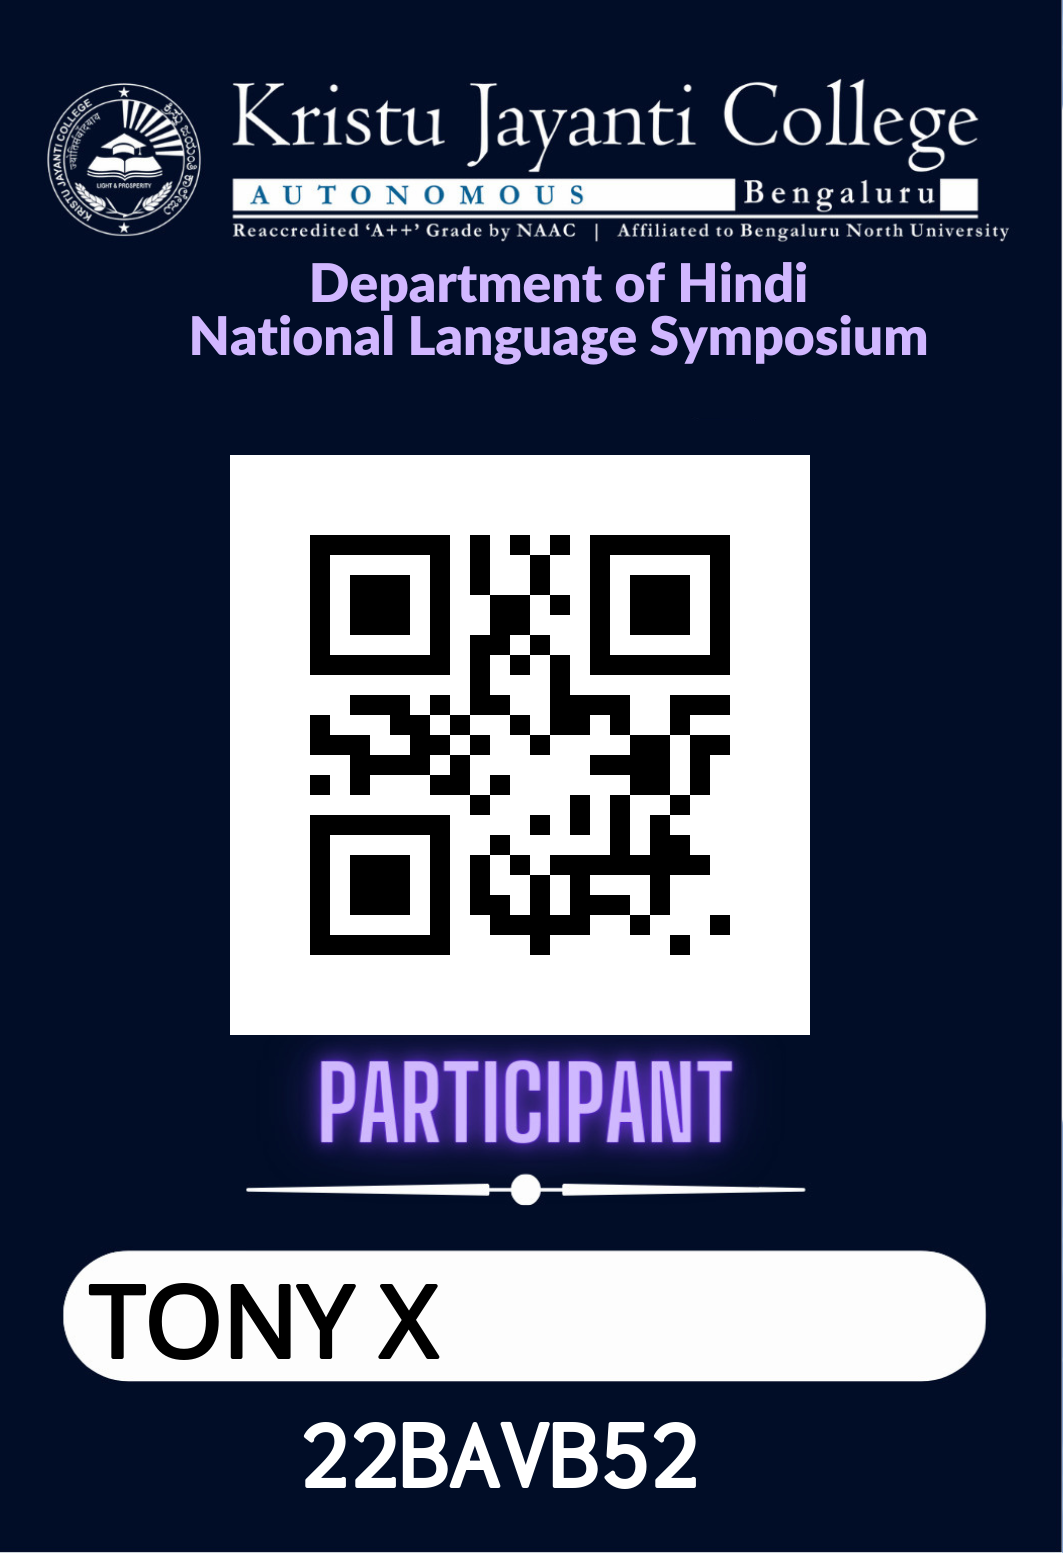 Kristu Jayanti College
AUTONOMOUS Bengaluru
Reaccredited ‘A++’ Grade by NAAC | Affiliated to Bengaluru North University
KRISTU JAYANTI COLLEGE
LIGHT & PROSPERITY
Department of Hindi
National Language Symposium
PARTICIPANT
TONY X
22BAVB52